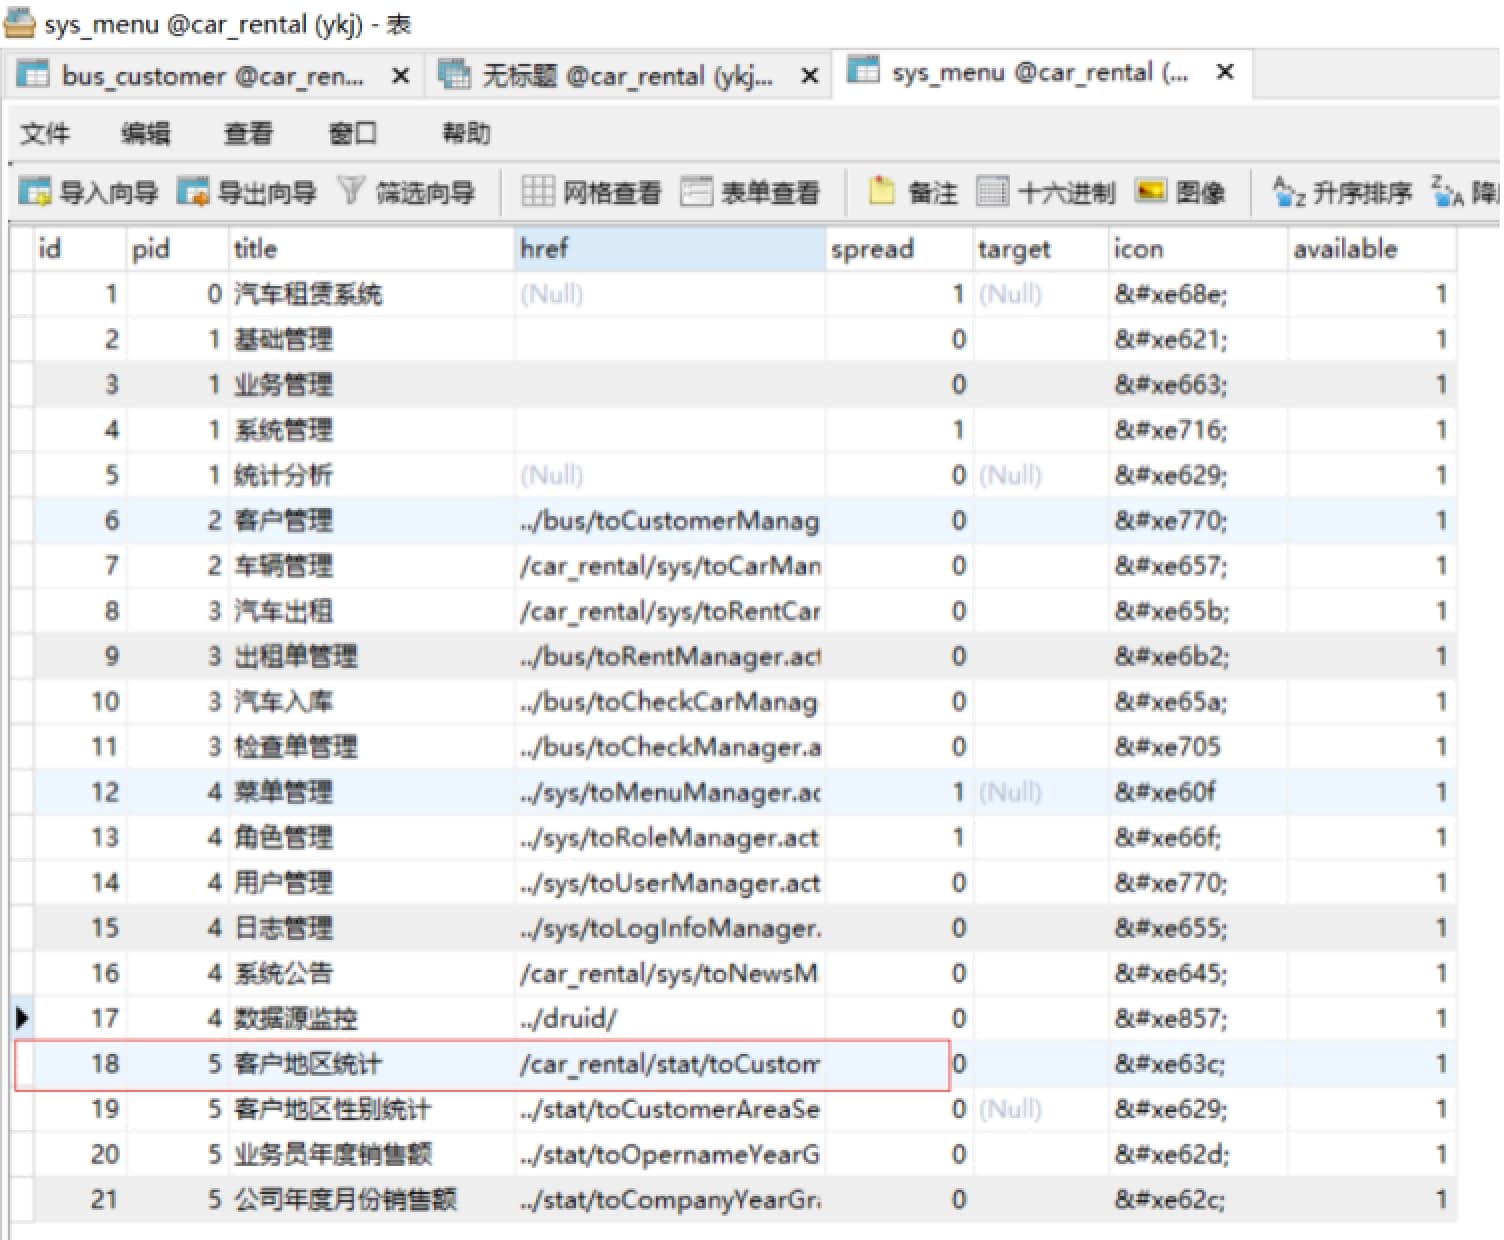 sys_menu @car_rental (ykj) - 表
bus_customer @car_ren... 无标题 @car_rental (ykj... sys_menu @car_rental (...
文件 编辑 查看 窗口 帮助
导入向导 导出向导 筛选向导 网格查看 表单查看 备注 十六进制 图像 升序排序
id pid title href spread target icon available
1 0 汽车租赁系统 (Null) 1 (Null) &#xe68e; 1
2 1 基础管理 0 &#xe621; 1
3 1 业务管理 0 &#xe663; 1
4 1 系统管理 1 &#xe716; 1
5 1 统计分析 (Null) 0 (Null) &#xe629; 1
6 2 客户管理 ../bus/toCustomerManag 0 &#xe770; 1
7 2 车辆管理 /car_rental/sys/toCarMan 0 &#xe657; 1
8 3 汽车出租 /car_rental/sys/toRentCar 0 &#xe65b; 1
9 3 出租单管理 ../bus/toRentManager.act 0 &#xe6b2; 1
10 3 汽车入库 ../bus/toCheckCarManag 0 &#xe65a; 1
11 3 检查单管理 ../bus/toCheckManager.a 0 &#xe705 1
12 4 菜单管理 ../sys/toMenuManager.ac 1 (Null) &#xe60f 1
13 4 角色管理 ../sys/toRoleManager.act 1 &#xe66f; 1
14 4 用户管理 ../sys/toUserManager.act 0 &#xe770; 1
15 4 日志管理 ../sys/toLogInfoManager. 0 &#xe655; 1
16 4 系统公告 /car_rental/sys/toNewsM 0 &#xe645; 1
17 4 数据源监控 ../druid/ 0 &#xe857; 1
18 5 客户地区统计 /car_rental/stat/toCustom 0 &#xe63c; 1
19 5 客户地区性别统计 ../stat/toCustomerAreaSe 0 (Null) &#xe629; 1
20 5 业务员年度销售额 ../stat/toOpernameYearG 0 &#xe62d; 1
21 5 公司年度月份销售额 ../stat/toCompanyYearGra 0 &#xe62c; 1